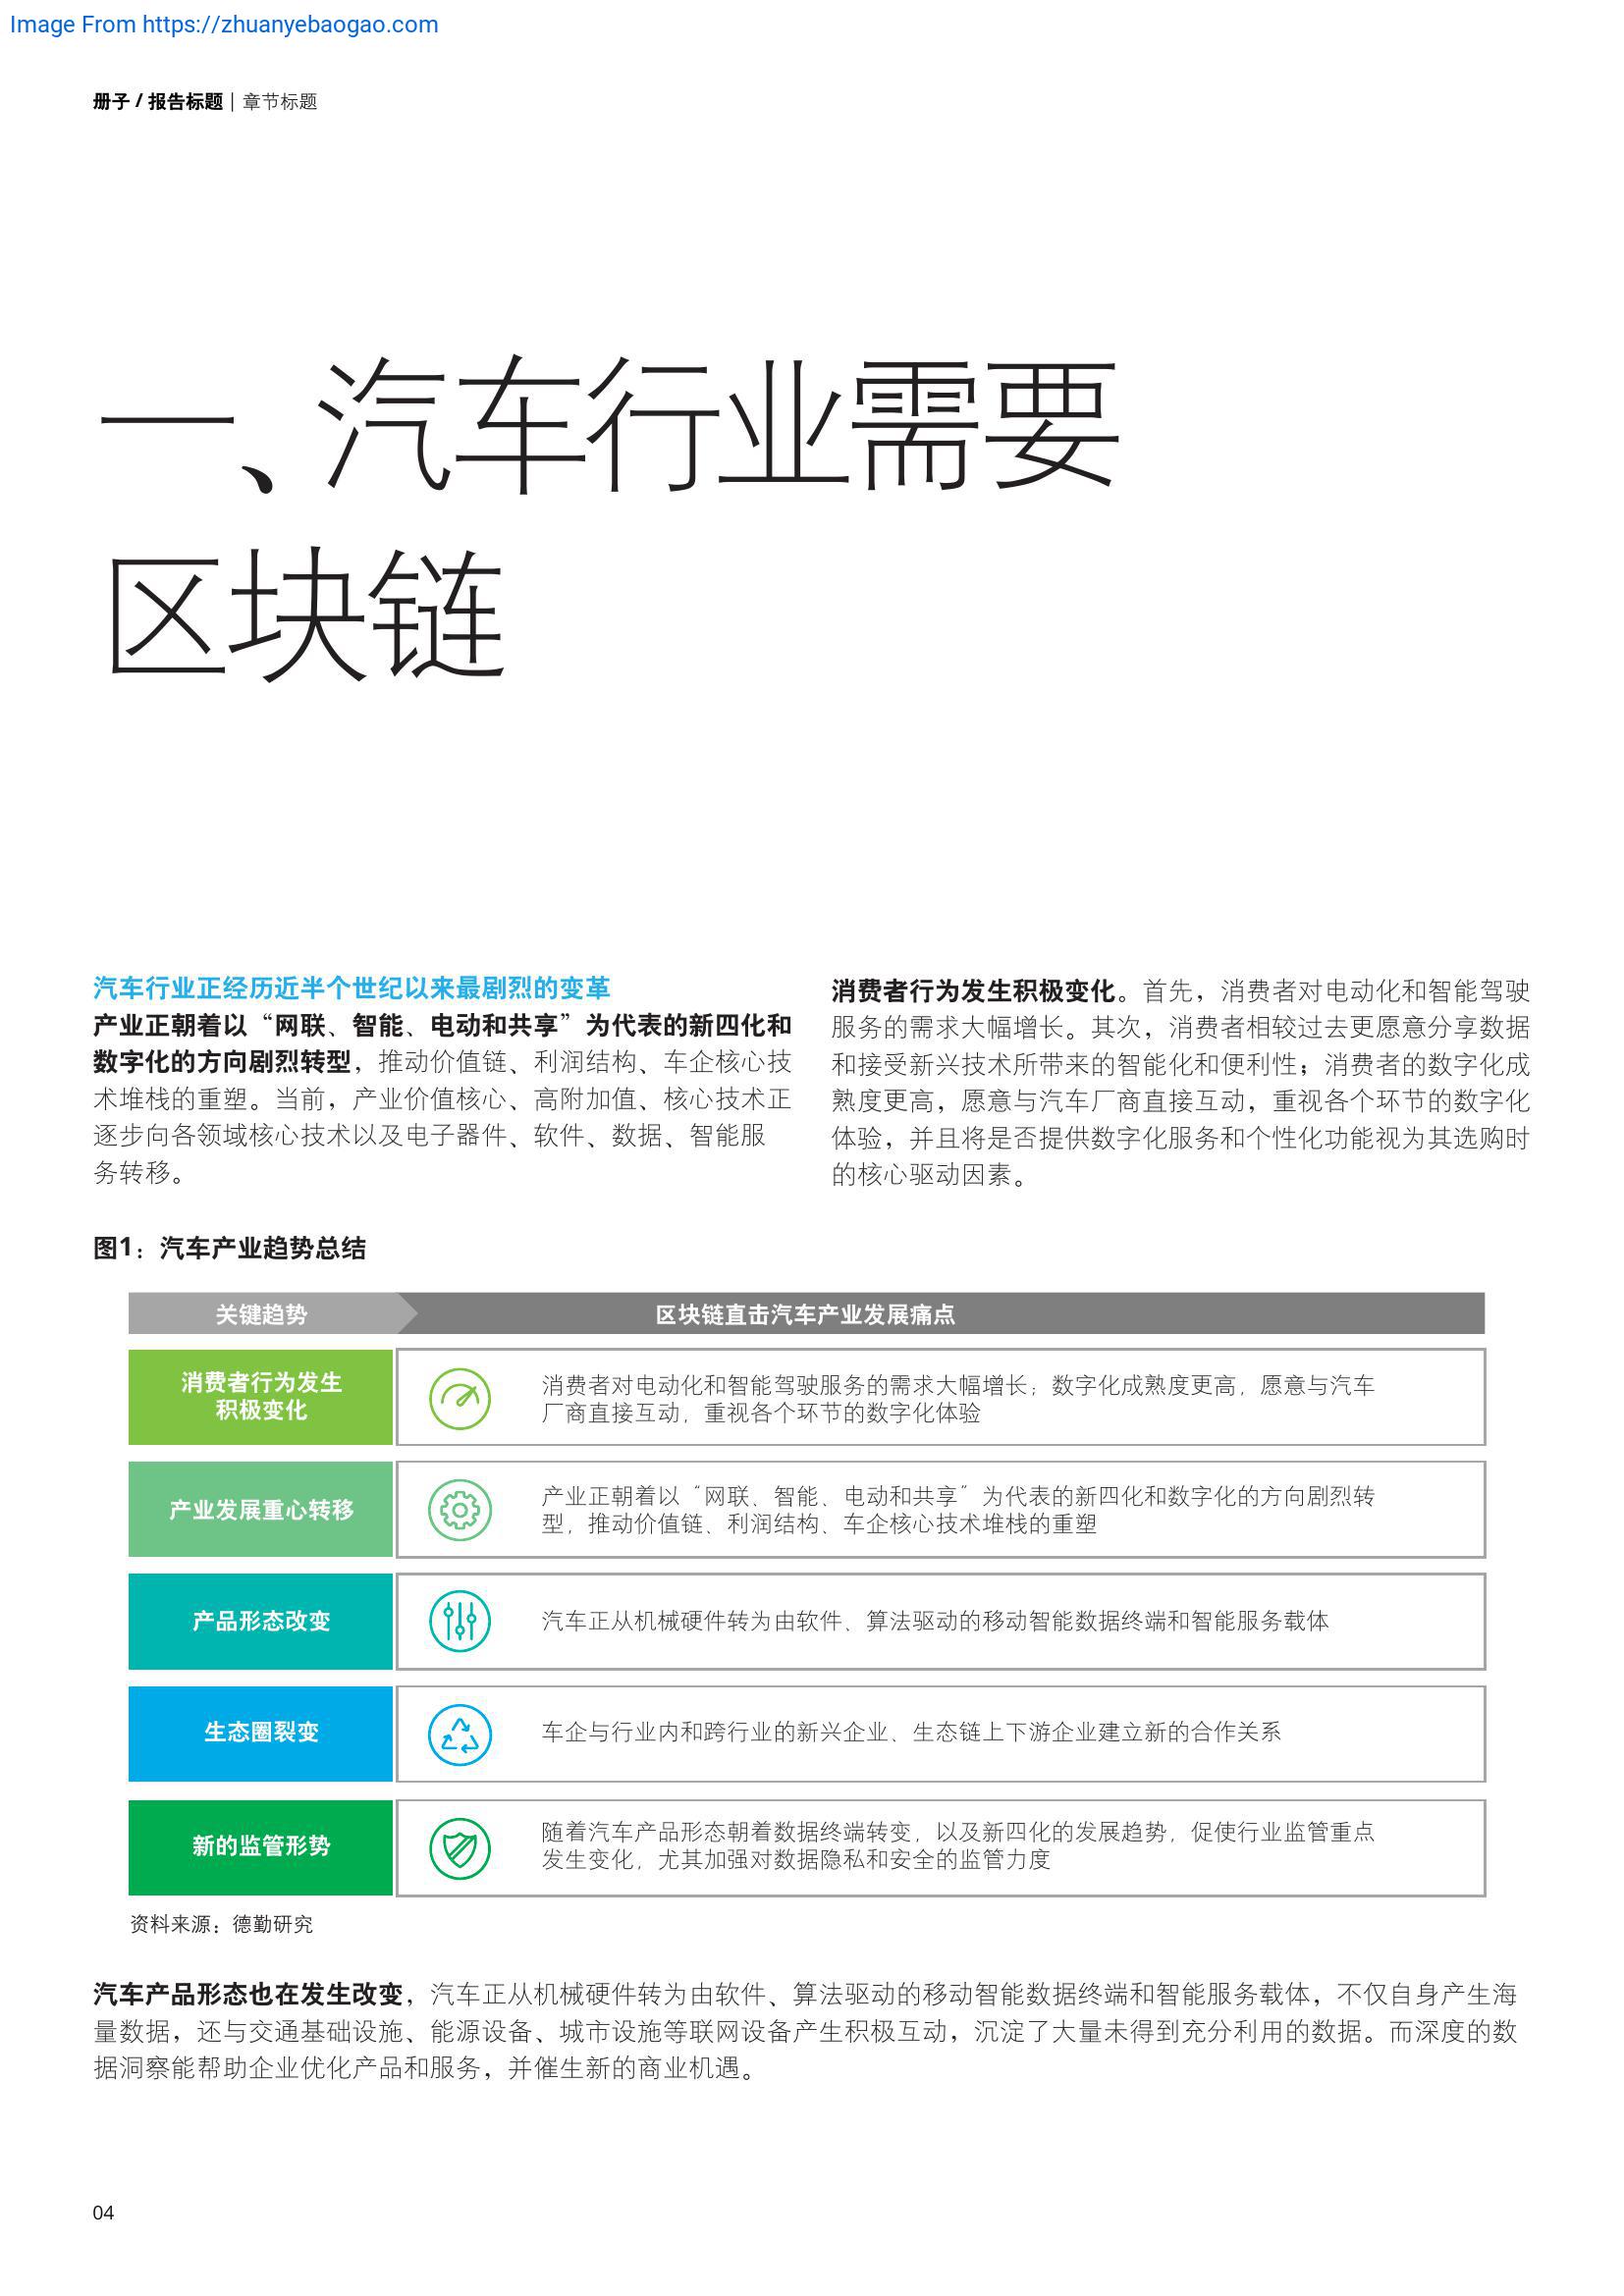 Image From https://zhuanyebaogao.com
册子 / 报告标题 | 章节标题
一、汽车行业需要
区块链
汽车行业正经历近半个世纪以来最剧烈的变革
产业正朝着以“网联、智能、电动和共享”为代表的新四化和
数字化的方向剧烈转型，推动价值链、利润结构、车企核心技
术堆栈的重塑。当前，产业价值核心、高附加值、核心技术正
逐步向各领域核心技术以及电子器件、软件、数据、智能服
务转移。
消费者行为发生积极变化。首先，消费者对电动化和智能驾驶
服务的需求大幅增长。其次，消费者相较过去更愿意分享数据
和接受新兴技术所带来的智能化和便利性；消费者的数字化成
熟度更高，愿意与汽车厂商直接互动，重视各个环节的数字化
体验，并且将是否提供数字化服务和个性化功能视为其选购时
的核心驱动因素。
图1：汽车产业趋势总结
关键趋势
区块链直击汽车产业发展痛点
消费者行为发生
积极变化
消费者对电动化和智能驾驶服务的需求大幅增长；数字化成熟度更高，愿意与汽车
厂商直接互动，重视各个环节的数字化体验
产业发展重心转移
产业正朝着以“网联、智能、电动和共享”为代表的新四化和数字化的方向剧烈转
型，推动价值链、利润结构、车企核心技术堆栈的重塑
产品形态改变
汽车正从机械硬件转为由软件、算法驱动的移动智能数据终端和智能服务载体
生态圈裂变
车企与行业内和跨行业的新兴企业、生态链上下游企业建立新的合作关系
新的监管形势
随着汽车产品形态朝着数据终端转变，以及新四化的发展趋势，促使行业监管重点
发生变化，尤其加强对数据隐私和安全的监管力度
资料来源：德勤研究
汽车产品形态也在发生改变，汽车正从机械硬件转为由软件、算法驱动的移动智能数据终端和智能服务载体，不仅自身产生海
量数据，还与交通基础设施、能源设备、城市设施等联网设备产生积极互动，沉淀了大量未得到充分利用的数据。而深度的数
据洞察能帮助企业优化产品和服务，并催生新的商业机遇。
04